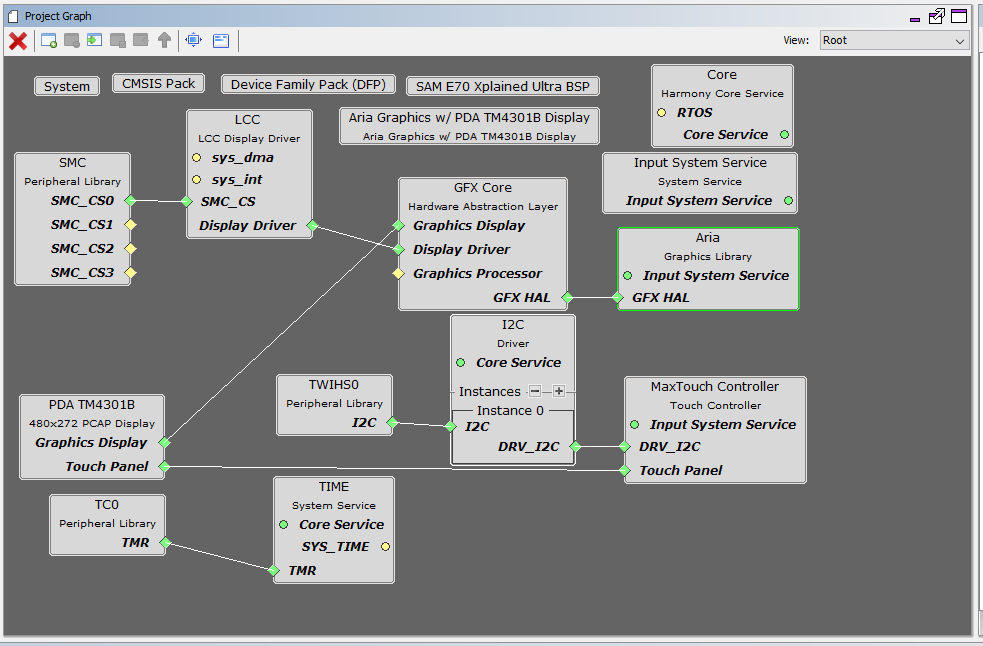 Project Graph
View:
Root
System
CMSIS Pack
Device Family Pack (DFP)
SAM E70 Xplained Ultra BSP
Core
Harmony Core Service
RTOS
Core Service
LCC
LCC Display Driver
sys_dma
sys_int
SMC_CS
Display Driver
Aria Graphics w/ PDA TM4301B Display
Aria Graphics w/ PDA TM4301B Display
SMC
Peripheral Library
SMC_CS0
SMC_CS1
SMC_CS2
SMC_CS3
Input System Service
System Service
Input System Service
GFX Core
Hardware Abstraction Layer
Graphics Display
Display Driver
Graphics Processor
GFX HAL
Aria
Graphics Library
Input System Service
GFX HAL
I2C
Driver
Core Service
Instances
Instance 0
I2C
DRV_I2C
TWIHS0
Peripheral Library
I2C
MaxTouch Controller
Touch Controller
Input System Service
DRV_I2C
Touch Panel
PDA TM4301B
480x272 PCAP Display
Graphics Display
Touch Panel
TC0
Peripheral Library
TMR
TIME
System Service
Core Service
SYS_TIME
TMR